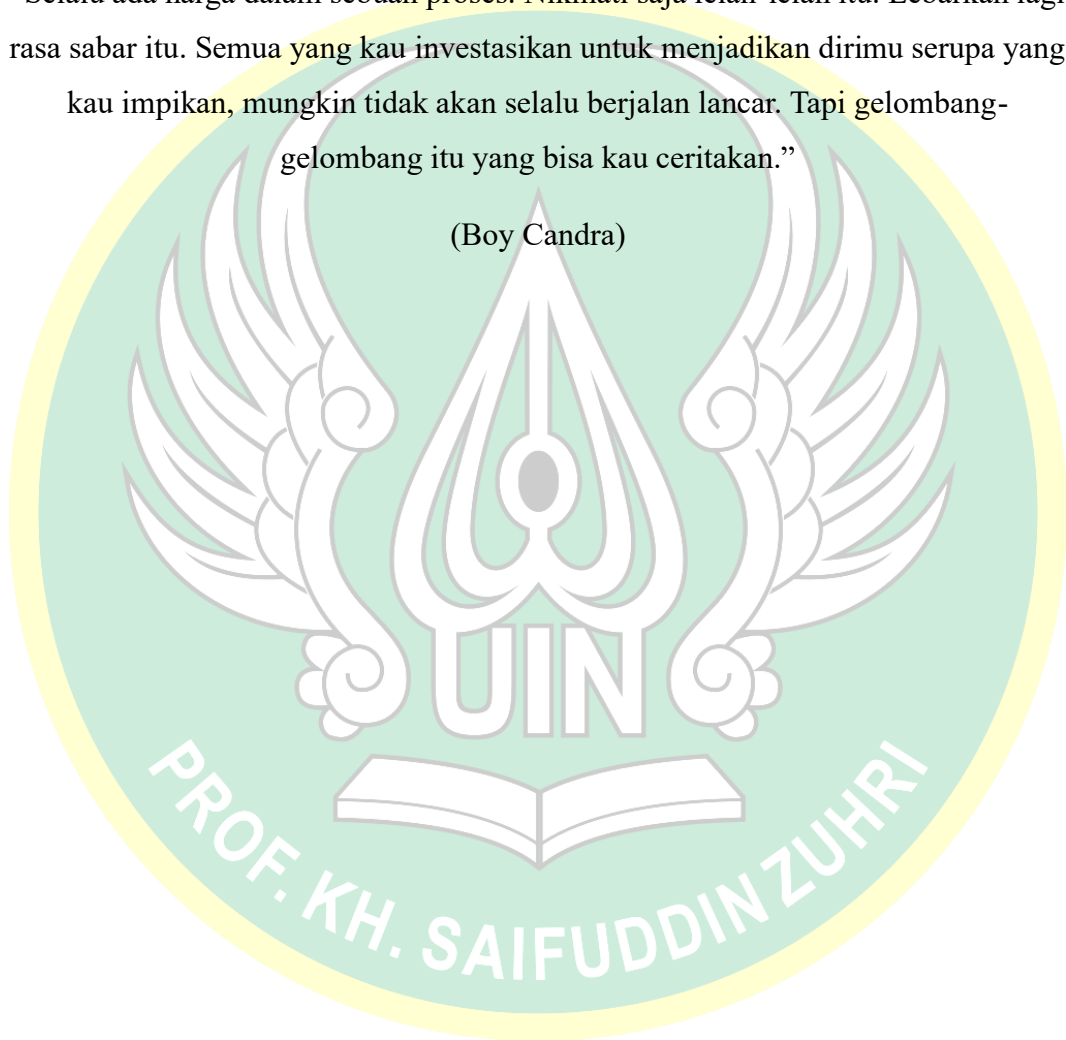 Selalu ada harga dalam sebuah proses. Nikmati saja lelah-lelah itu. Lebarkan lagi
rasa sabar itu. Semua yang kau investasikan untuk menjadikan dirimu serupa yang
kau impikan, mungkin tidak akan selalu berjalan lancar. Tapi gelombang-
gelombang itu yang bisa kau ceritakan.”
(Boy Candra)
UIN
PROF. KH. SAIFUDDIN ZUHRI